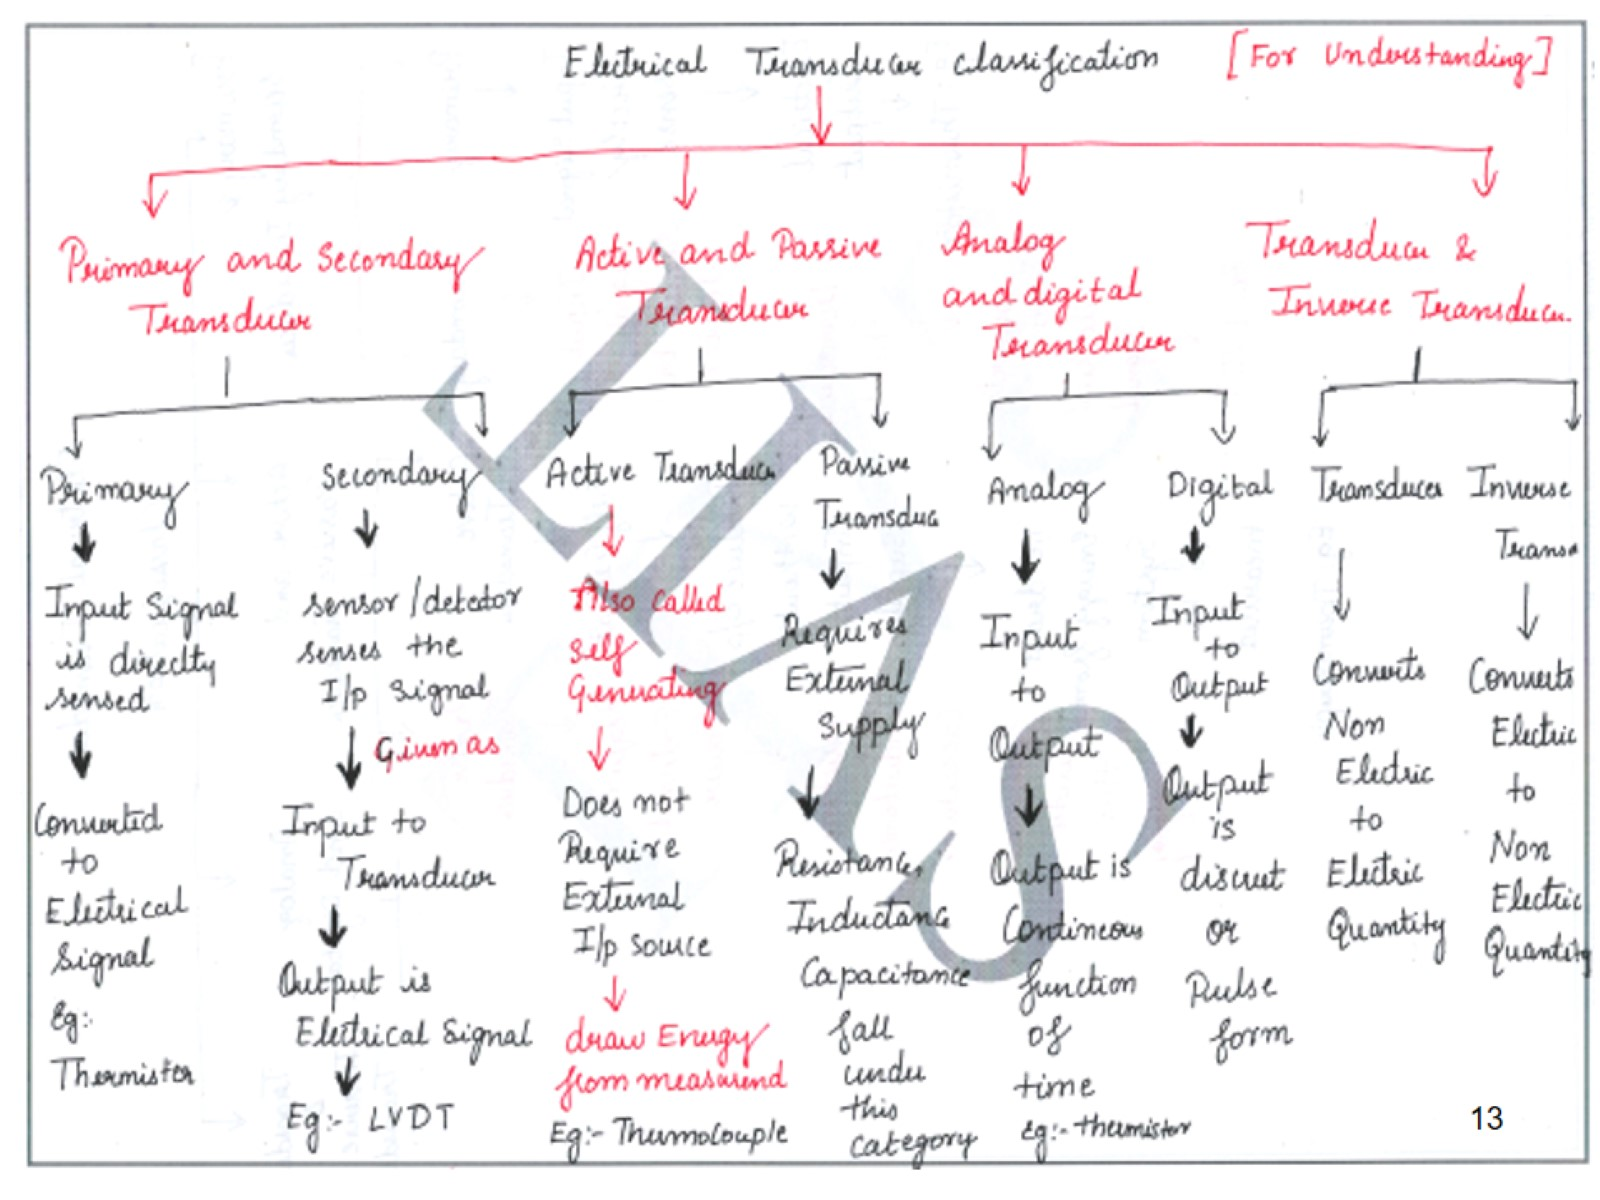 Electrical Transducer classification [For Understanding]
Primary and Secondary
Transducer
Active and Passive
Transducer
Analog
and digital
Transducer
Transducer &
Inverse Transducer.
Primary
Input Signal
is directly
sensed
Converted
to
Electrical
Signal
Eg:
Thermistor
Secondary
sensor/detector
senses the
I/p signal
Given as
Input to
Transducer
Output is
Electrical Signal
Eg:- LVDT
Active Transducer
Also called
self
Generating
Does not
Require
External
I/p source
draw Energy
from measurend
Eg:- Thermocouple
Passive
Transduc
Requires
External
Supply
Resistance,
Inductance
Capacitance
fall
under
this
category
Analog
Input
to
Output
Output is
Contineous
function
of
time
eg:- thermistor
Digital
Input
to
Output
Output
is
discret
or
Pulse
form
Transducer
Converts
Non
Electric
to
Electric
Quantity
Inverse
Trans
Converts
Electric
to
Non
Electric
Quantity
13